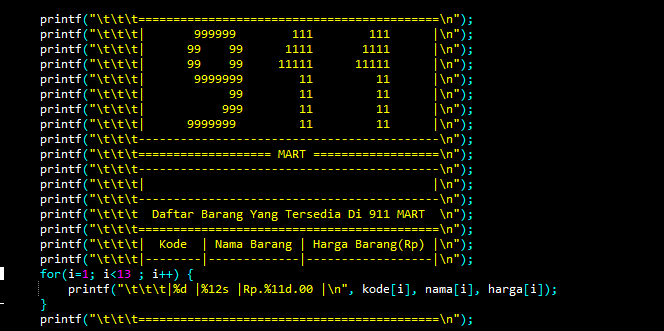 printf("\t\t\t===========================================\n");
printf("\t\t\t|       999999        111        111      |\n");
printf("\t\t\t|      99    99      1111       1111      |\n");
printf("\t\t\t|      99    99     11111      11111      |\n");
printf("\t\t\t|       9999999        11         11      |\n");
printf("\t\t\t|            99        11         11      |\n");
printf("\t\t\t|           999        11         11      |\n");
printf("\t\t\t|      9999999         11         11      |\n");
printf("\t\t\t-------------------------------------------\n");
printf("\t\t\t=================== MART ==================\n");
printf("\t\t\t-------------------------------------------\n");
printf("\t\t\t|                                         |\n");
printf("\t\t\t-------------------------------------------\n");
printf("\t\t\t  Daftar Barang Yang Tersedia Di 911 MART  \n");
printf("\t\t\t===========================================\n");
printf("\t\t\t|  Kode  | Nama Barang | Harga Barang(Rp) |\n");
printf("\t\t\t|--------|-------------|------------------|\n");
for(i=1; i<13 ; i++) {
printf("\t\t\t|%d |%12s |Rp.%11d.00 |\n", kode[i], nama[i], harga[i]);
}
printf("\t\t\t===========================================\n");